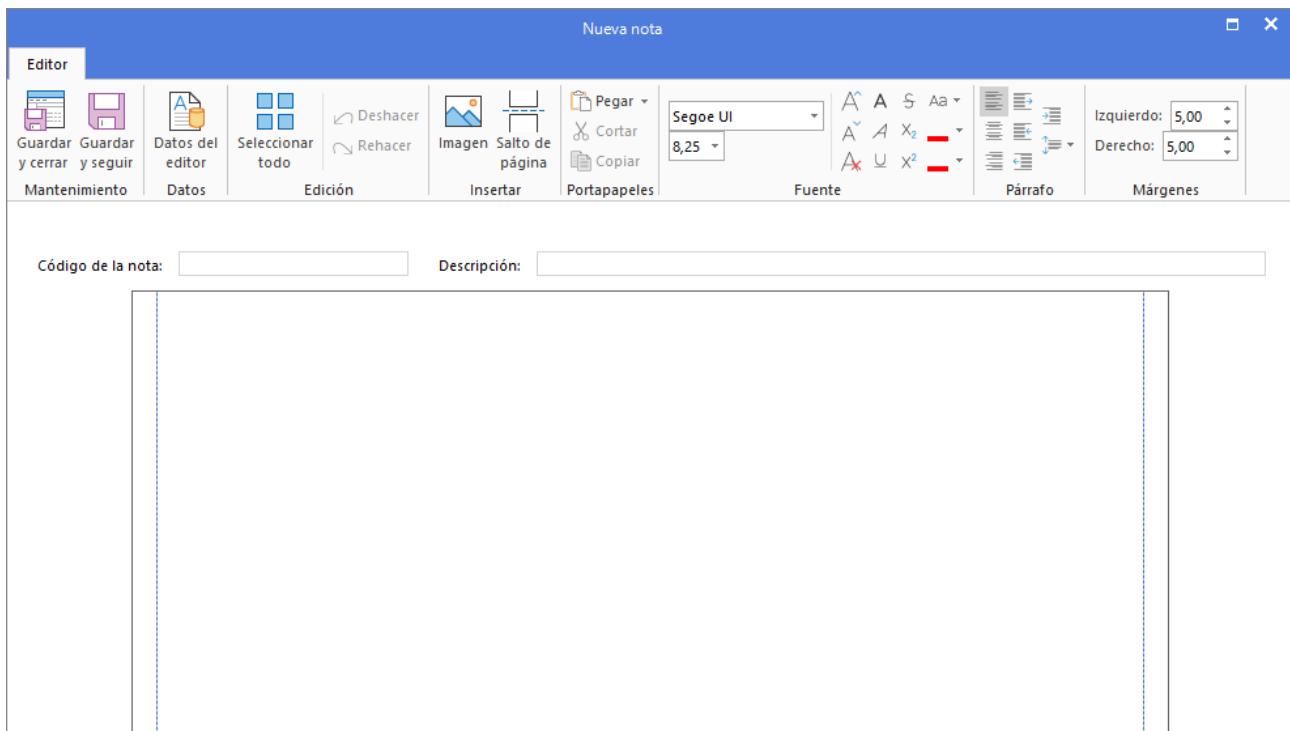 Nueva nota
Editor
Guardar y cerrar
Guardar y seguir
Datos del editor
Seleccionar todo
Deshacer
Rehacer
Imagen
Salto de página
Pegar
Cortar
Copiar
Segoe UI
8,25
Aa
X2
X2
Izquierdo: 5,00
Derecho: 5,00
Mantenimiento
Datos
Edición
Insertar
Portapapeles
Fuente
Párrafo
Márgenes
Código de la nota:
Descripción: